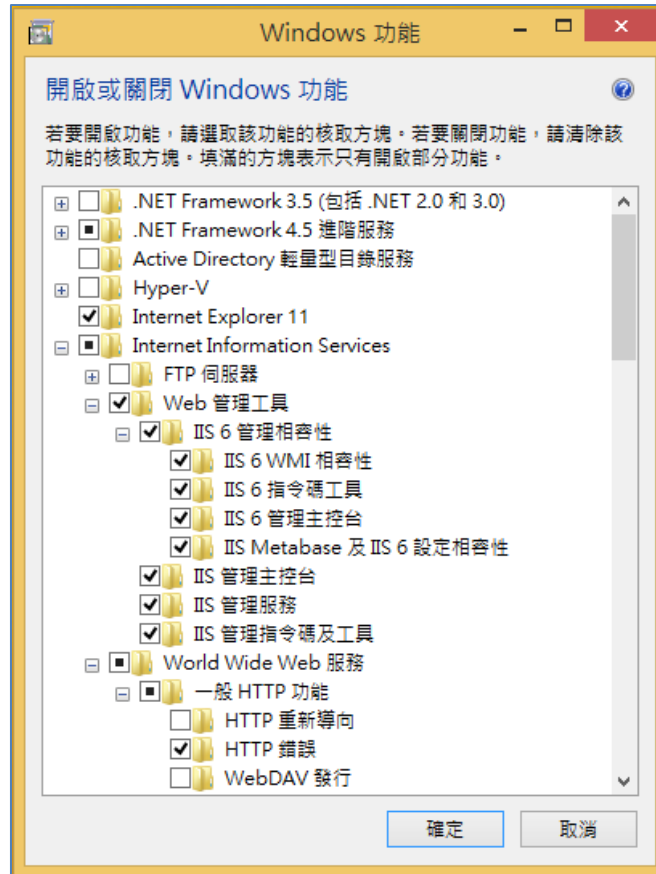 Windows 功能
開啟或關閉 Windows 功能
若要開啟功能，請選取該功能的核取方塊。若要關閉功能，請清除該
功能的核取方塊。填滿的方塊表示只有開啟部分功能。
.NET Framework 3.5 (包括 .NET 2.0 和 3.0)
.NET Framework 4.5 進階服務
Active Directory 輕量型目錄服務
Hyper-V
Internet Explorer 11
Internet Information Services
FTP 伺服器
Web 管理工具
IIS 6 管理相容性
IIS 6 WMI 相容性
IIS 6 指令碼工具
IIS 6 管理主控台
IIS Metabase 及 IIS 6 設定相容性
IIS 管理主控台
IIS 管理服務
IIS 管理指令碼及工具
World Wide Web 服務
一般 HTTP 功能
HTTP 重新導向
HTTP 錯誤
WebDAV 發行
確定
取消